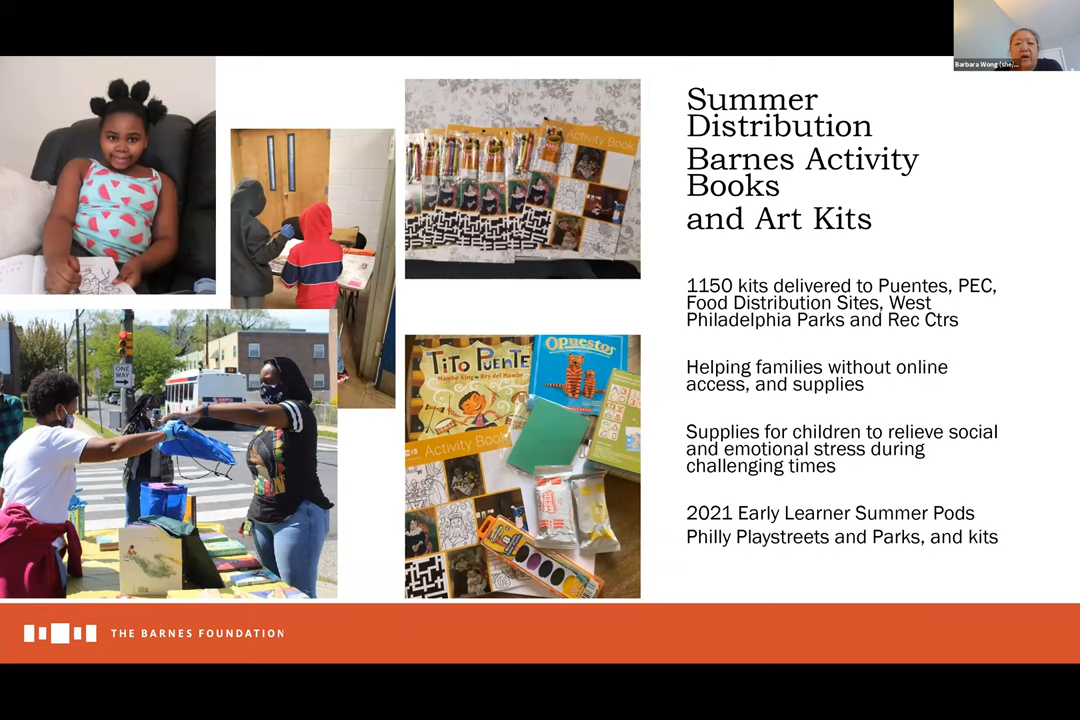 Barbara Wong (she/...
Summer
Distribution
Barnes Activity
Books
and Art Kits
1150 kits delivered to Puentes, PEC,
Food Distribution Sites, West
Philadelphia Parks and Rec Ctrs
Helping families without online
access, and supplies
Supplies for children to relieve social
and emotional stress during
challenging times
2021 Early Learner Summer Pods
Philly Playstreets and Parks, and kits
Activity Book
ONE
WAY
TITO PUENTE
Mambo King Rey del Mambo
Opuestos
Activity Book
THE BARNES FOUNDATION